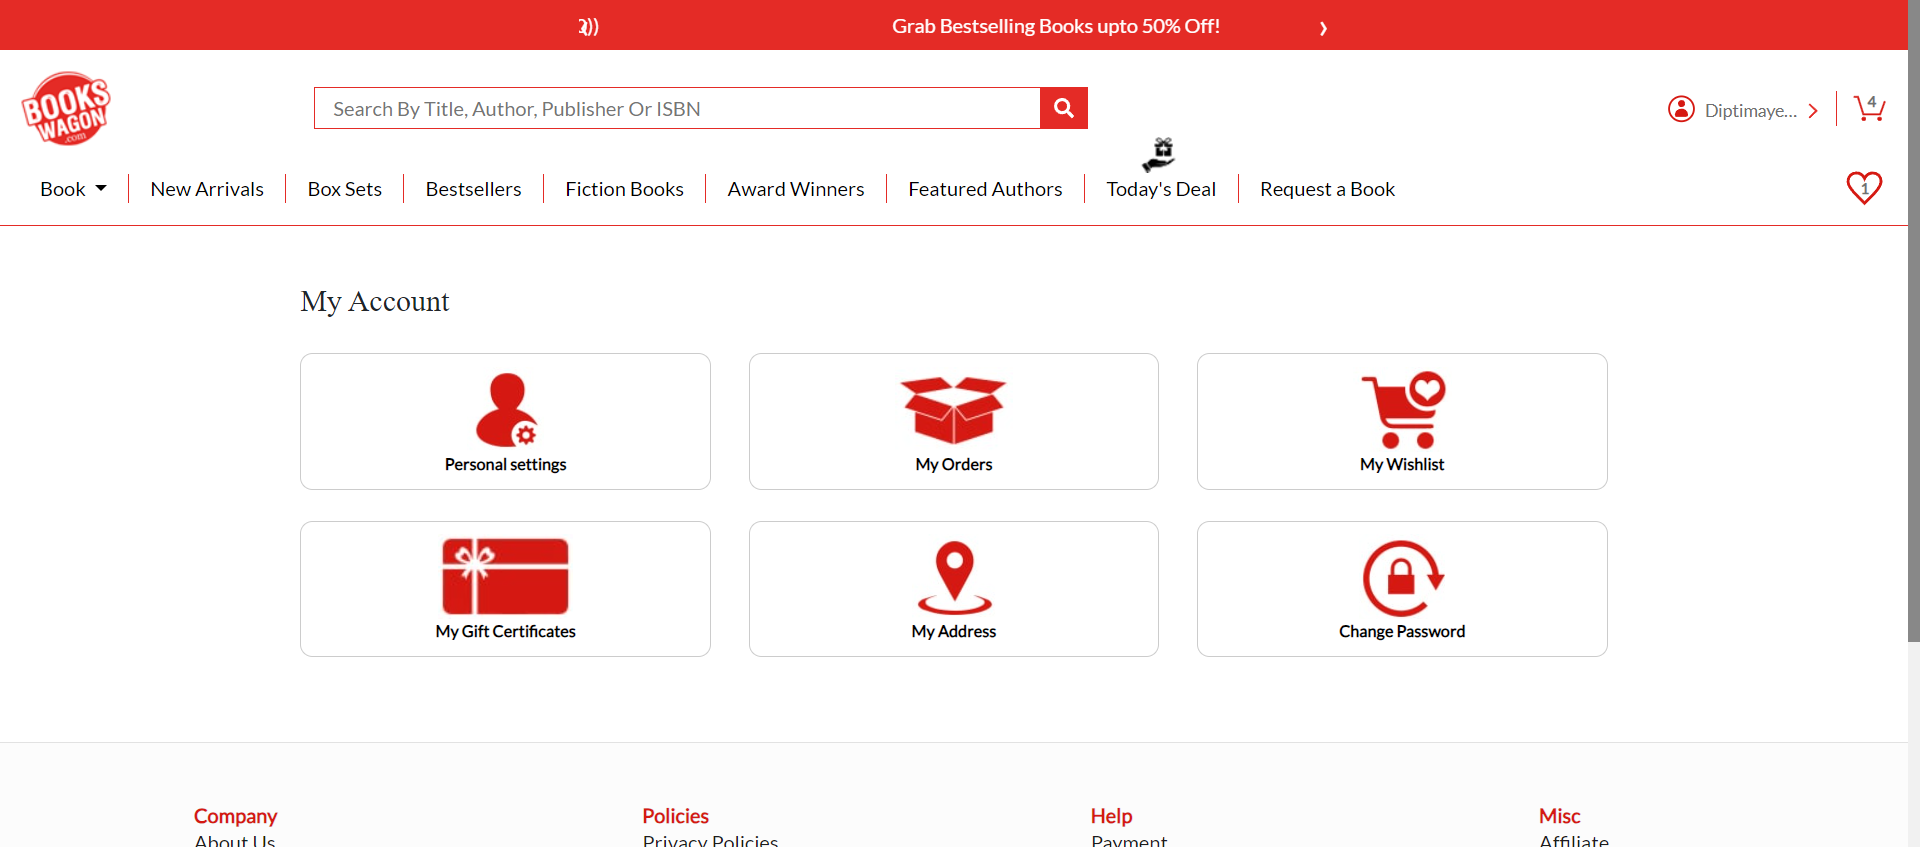 Grab Bestselling Books upto 50% Off!
BOOKS WAGON .com
Search By Title, Author, Publisher Or ISBN
Diptimaye...
4
Book
New Arrivals
Box Sets
Bestsellers
Fiction Books
Award Winners
Featured Authors
Today's Deal
Request a Book
1
My Account
Personal settings
My Orders
My Wishlist
My Gift Certificates
My Address
Change Password
Company
Policies
Help
Misc
About Us
Privacy Policies
Payment
Affiliate